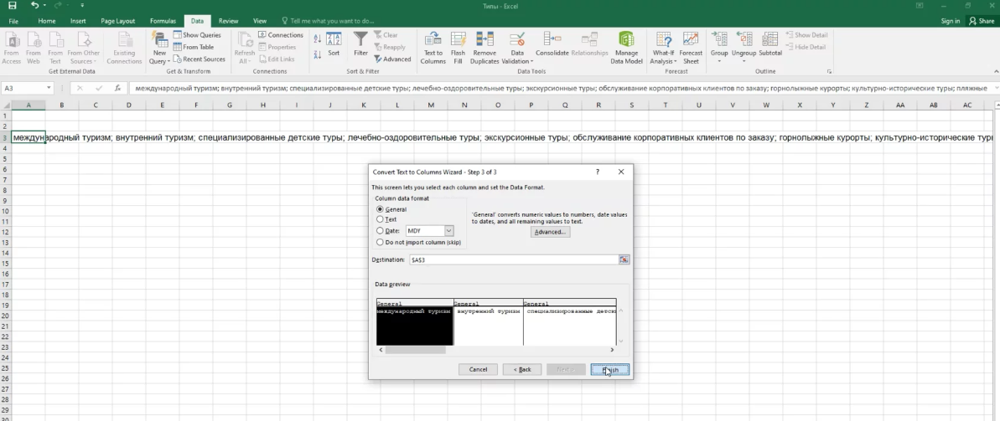 Типы - Excel
File Home Insert Page Layout Formulas Data Review View Tell me what you want to do... Sign in Share
From Access From Web From Text From Other Sources Existing Connections New Query Show Queries From Table Recent Sources Refresh All Connections Properties Edit Links Sort Filter Clear Reapply Advanced Text to Columns Flash Fill Remove Duplicates Data Validation Consolidate Relationships Manage Data Model What-If Analysis Forecast Sheet Group Ungroup Subtotal Show Detail Hide Detail
Get External Data Get & Transform Connections Sort & Filter Data Tools Forecast Outline
A3 fx международный туризм; внутренний туризм; специализированные детские туры; лечебно-оздоровительные туры; экскурсионные туры; обслуживание корпоративных клиентов по заказу; горнолыжные курорты; культурно-исторические туры; пляжные
A B C D E F G H I J K L M N O P Q R S T U V W X Y Z AA AB AC
1
2
3 международный туризм; внутренний туризм; специализированные детские туры; лечебно-оздоровительные туры; экскурсионные туры; обслуживание корпоративных клиентов по заказу; горнолыжные курорты; культурно-исторические тур
4
5
6
7
8
9
10
11
12
13
14
15
16
17
18
19
20
21
22
23
24
25
26
27
28
29
30
Convert Text to Columns Wizard - Step 3 of 3 ?
This screen lets you select each column and set the Data Format.
Column data format
General
Text
Date: MDY
Do not import column (skip)
'General' converts numeric values to numbers, date values
to dates, and all remaining values to text.
Advanced...
Destination: $A$3
Data preview
General General General
международный туризм внутренний туризм специализированные детск
Cancel < Back Next > Finish